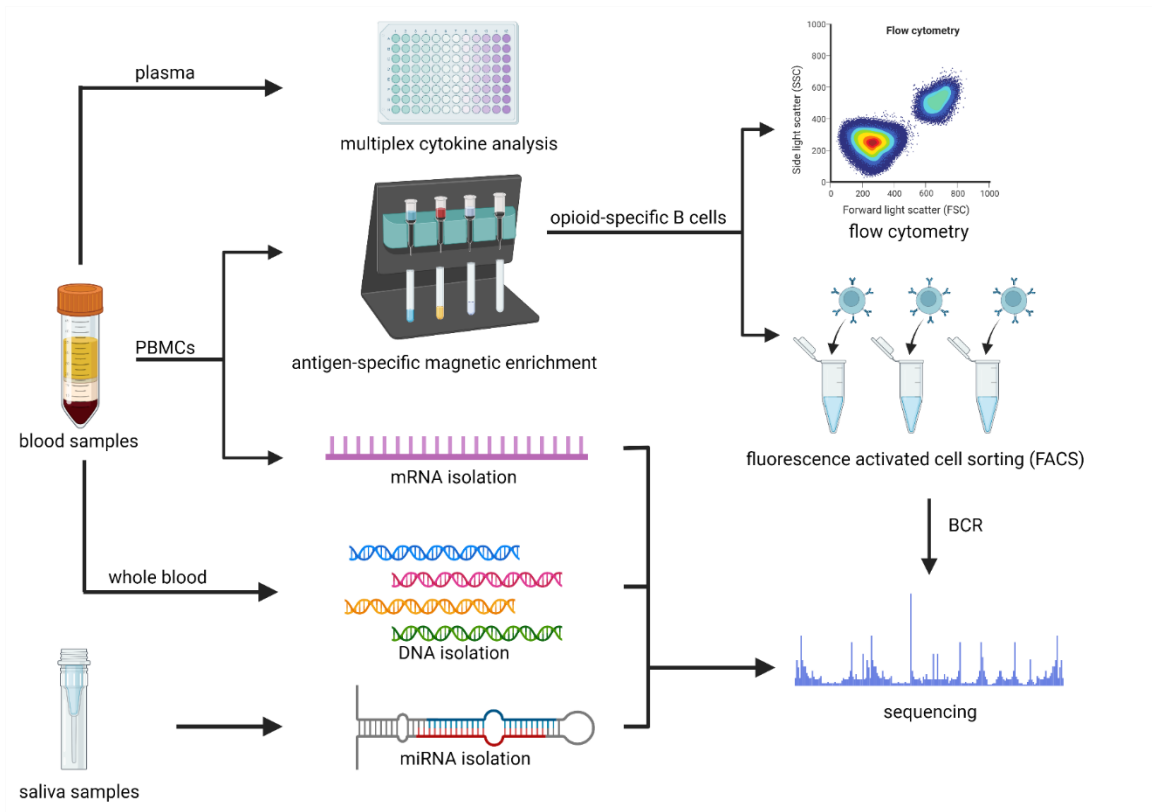 plasma
multiplex cytokine analysis
Flow cytometry
Side light scatter (SSC)
1000
800
600
400
200
0
0 200 400 600 800 1000
Forward light scatter (FSC)
flow cytometry
opioid-specific B cells
PBMCs
antigen-specific magnetic enrichment
blood samples
mRNA isolation
fluorescence activated cell sorting (FACS)
BCR
whole blood
DNA isolation
sequencing
miRNA isolation
saliva samples